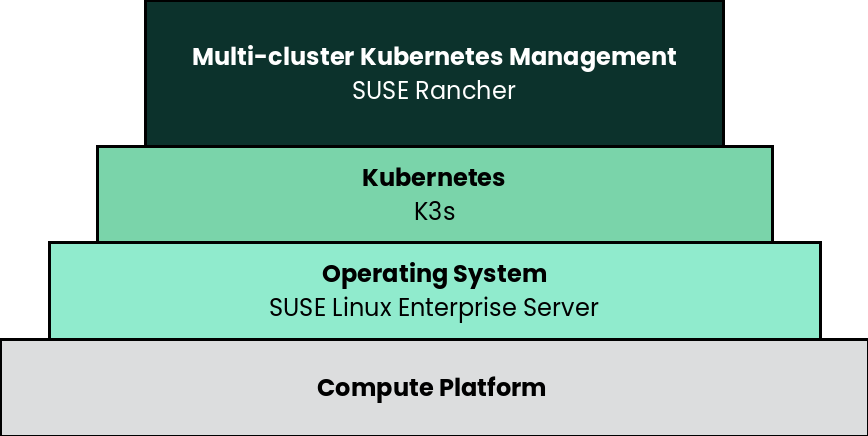 Multi-cluster Kubernetes Management
SUSE Rancher
Kubernetes
K3s
Operating System
SUSE Linux Enterprise Server
Compute Platform